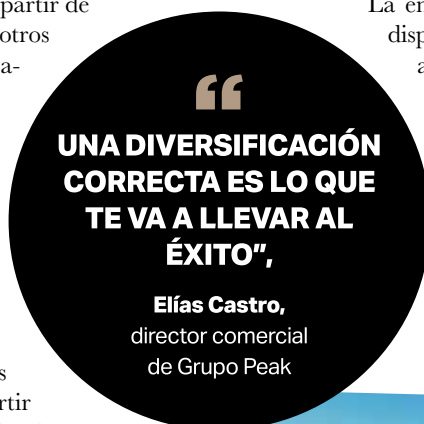 partir de
otros
a-
La en
disp
a
“
UNA DIVERSIFICACIÓN
CORRECTA ES LO QUE
TE VA A LLEVAR AL
ÉXITO”,
Elías Castro,
director comercial
de Grupo Peak
s
rtir